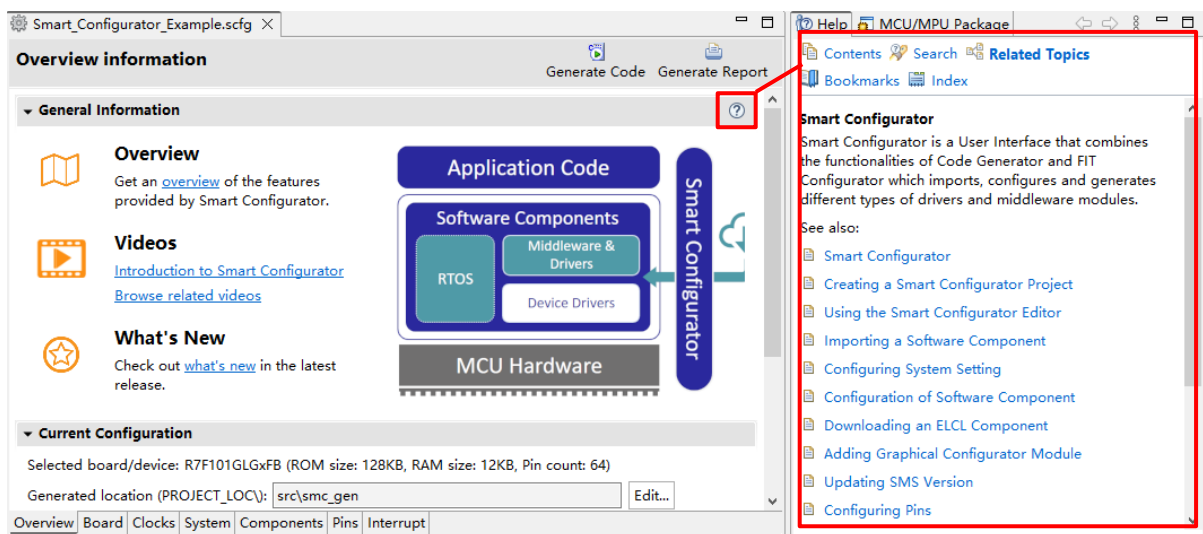 Smart_Configurator_Example.scfg
Overview information
Generate Code
Generate Report
General Information
Overview
Get an overview of the features
provided by Smart Configurator.
Videos
Introduction to Smart Configurator
Browse related videos
What's New
Check out what's new in the latest
release.
Application Code
Software Components
RTOS
Middleware &
Drivers
Device Drivers
MCU Hardware
Smart Configurator
Current Configuration
Selected board/device: R7F101GLGxFB (ROM size: 128KB, RAM size: 12KB, Pin count: 64)
Generated location (PROJECT_LOC\): src\smc_gen Edit...
Overview Board Clocks System Components Pins Interrupt
Help MCU/MPU Package
Contents Search Related Topics
Bookmarks Index
Smart Configurator
Smart Configurator is a User Interface that combines
the functionalities of Code Generator and FIT
Configurator which imports, configures and generates
different types of drivers and middleware modules.
See also:
Smart Configurator
Creating a Smart Configurator Project
Using the Smart Configurator Editor
Importing a Software Component
Configuring System Setting
Configuration of Software Component
Downloading an ELCL Component
Adding Graphical Configurator Module
Updating SMS Version
Configuring Pins